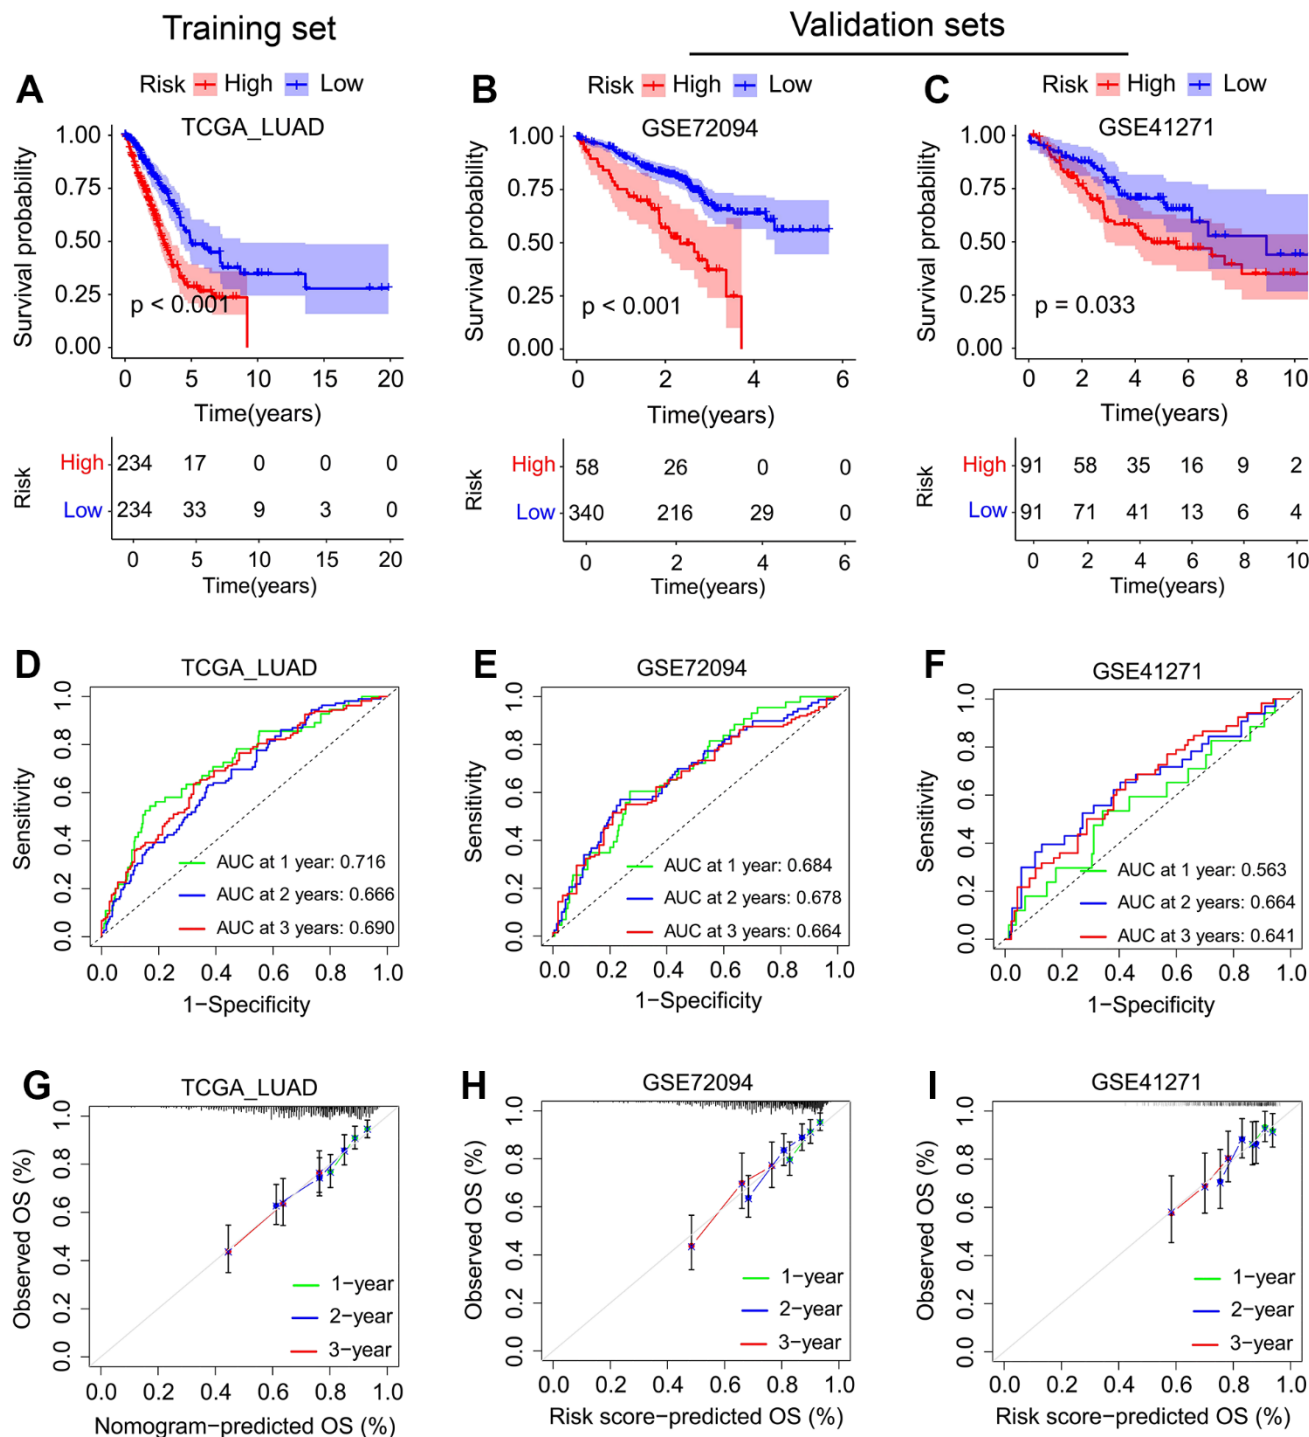 Training set
Validation sets
A
Risk High Low
TCGA_LUAD
Survival probability
1.00
0.75
0.50
0.25
0.00
p < 0.001
0 5 10 15 20
Time(years)
Risk
High 234 17 0 0 0
Low 234 33 9 3 0
0 5 10 15 20
Time(years)
B
Risk High Low
GSE72094
Survival probability
1.00
0.75
0.50
0.25
0.00
p < 0.001
0 2 4 6
Time(years)
Risk
High 58 26 0 0
Low 340 216 29 0
0 2 4 6
Time(years)
C
Risk High Low
GSE41271
Survival probability
1.00
0.75
0.50
0.25
0.00
p = 0.033
0 2 4 6 8 10
Time(years)
Risk
High 91 58 35 16 9 2
Low 91 71 41 13 6 4
0 2 4 6 8 10
Time(years)
D
TCGA_LUAD
Sensitivity
1.0
0.8
0.6
0.4
0.2
0.0
AUC at 1 year: 0.716
AUC at 2 years: 0.666
AUC at 3 years: 0.690
0.0 0.2 0.4 0.6 0.8 1.0
1−Specificity
E
GSE72094
Sensitivity
1.0
0.8
0.6
0.4
0.2
0.0
AUC at 1 year: 0.684
AUC at 2 years: 0.678
AUC at 3 years: 0.664
0.0 0.2 0.4 0.6 0.8 1.0
1−Specificity
F
GSE41271
Sensitivity
1.0
0.8
0.6
0.4
0.2
0.0
AUC at 1 year: 0.563
AUC at 2 years: 0.664
AUC at 3 years: 0.641
0.0 0.2 0.4 0.6 0.8 1.0
1−Specificity
G
TCGA_LUAD
Observed OS (%)
1.0
0.8
0.6
0.4
0.2
0.0
1−year
2−year
3−year
0.0 0.2 0.4 0.6 0.8 1.0
Nomogram−predicted OS (%)
H
GSE72094
Observed OS (%)
1.0
0.8
0.6
0.4
0.2
0.0
1−year
2−year
3−year
0.0 0.2 0.4 0.6 0.8 1.0
Risk score−predicted OS (%)
I
GSE41271
Observed OS (%)
1.0
0.8
0.6
0.4
0.2
0.0
1−year
2−year
3−year
0.0 0.2 0.4 0.6 0.8 1.0
Risk score−predicted OS (%)